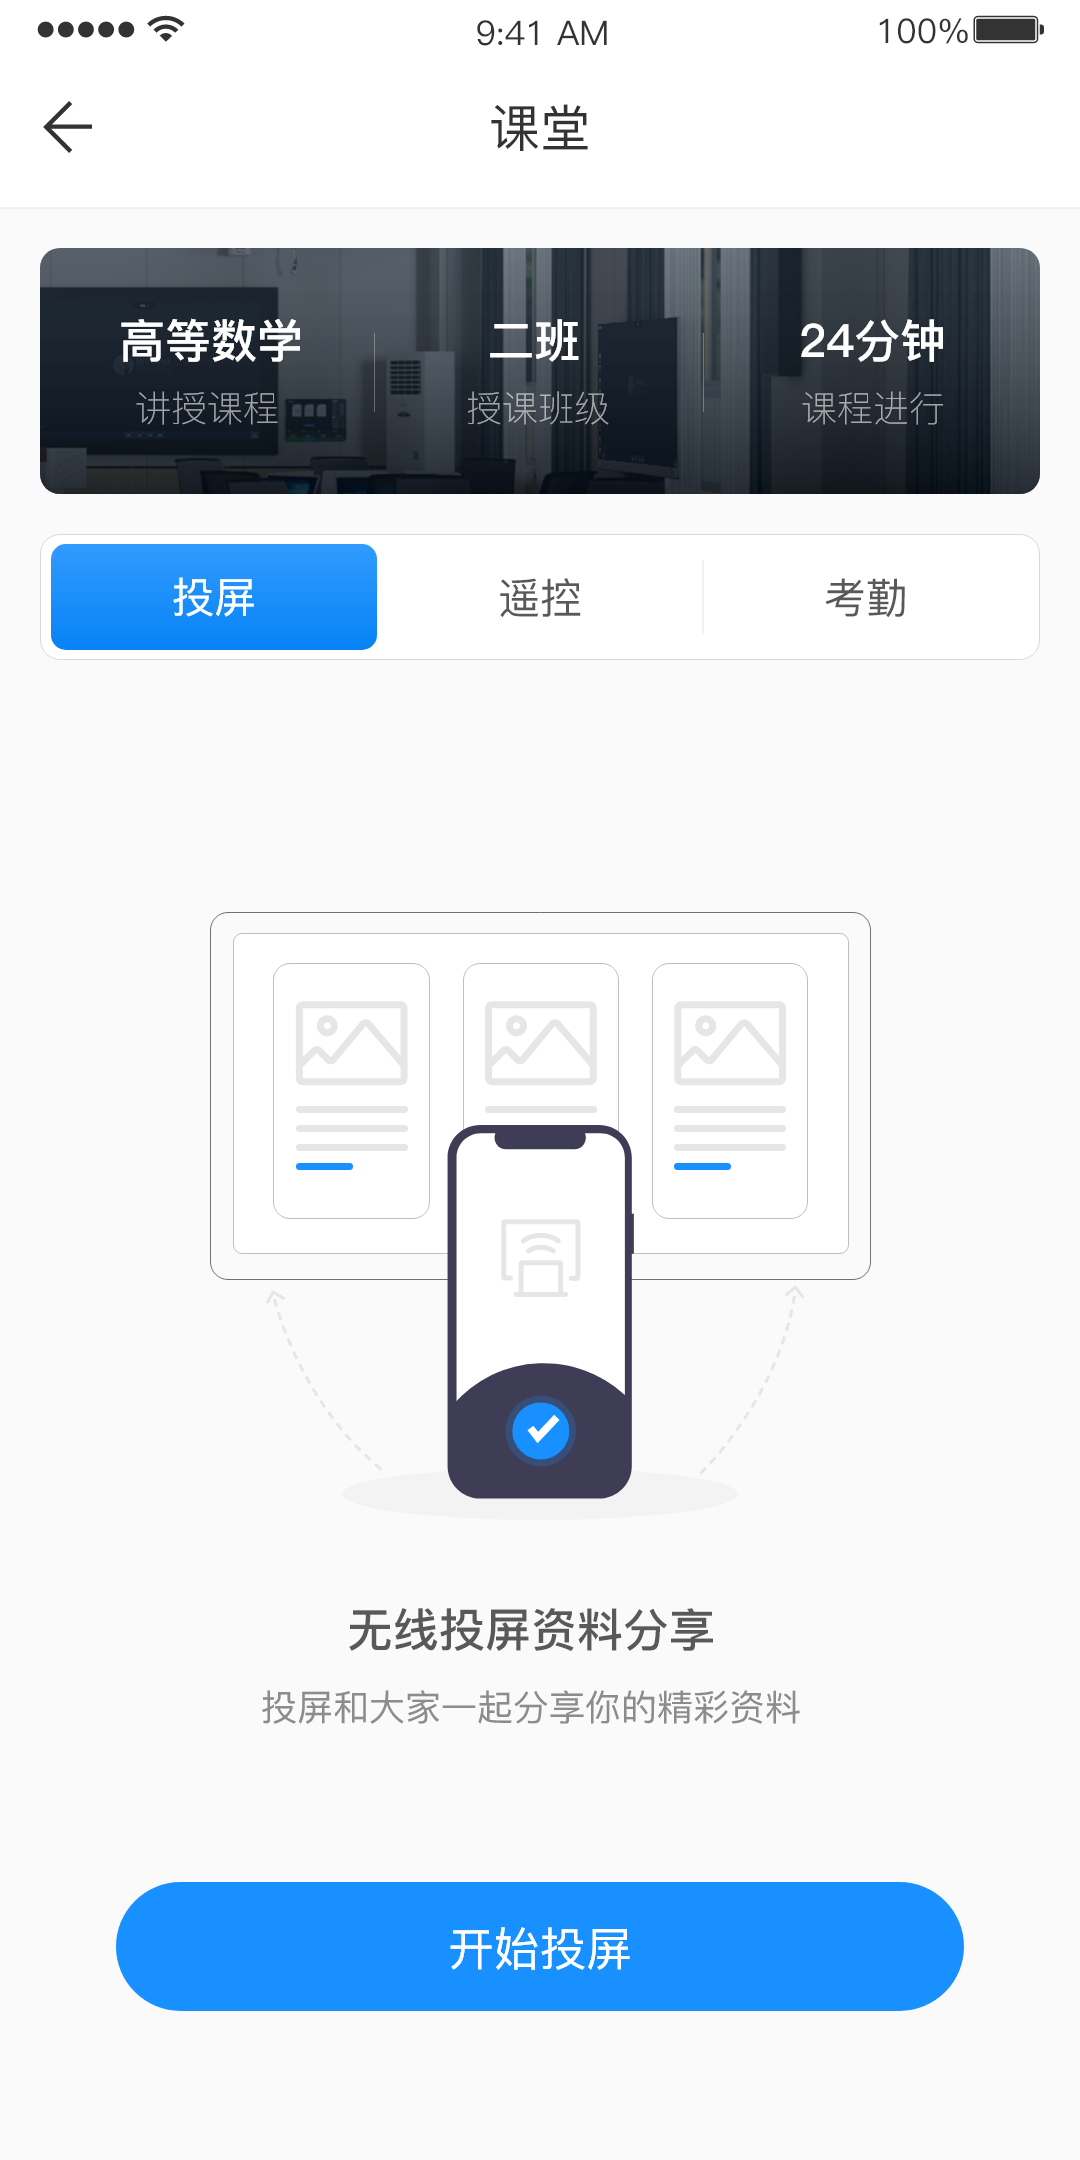 9:41 AM
100%
课堂
高等数学 二班 24分钟
讲授课程 授课班级 课程进行
投屏 遥控 考勤
无线投屏资料分享
投屏和大家一起分享你的精彩资料
开始投屏